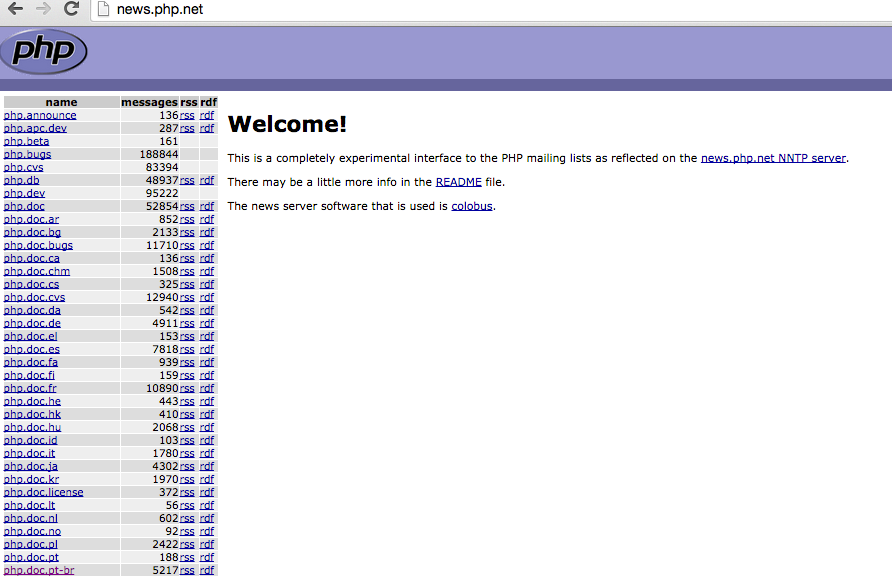 news.php.net
php
name messages rss rdf
php.announce 136 rss rdf
php.apc.dev 287 rss rdf
php.beta 161
php.bugs 188844
php.cvs 83394
php.db 48937 rss rdf
php.dev 95222
php.doc 52854 rss rdf
php.doc.ar 852 rss rdf
php.doc.bg 2133 rss rdf
php.doc.bugs 11710 rss rdf
php.doc.ca 136 rss rdf
php.doc.chm 1508 rss rdf
php.doc.cs 325 rss rdf
php.doc.cvs 12940 rss rdf
php.doc.da 542 rss rdf
php.doc.de 4911 rss rdf
php.doc.el 153 rss rdf
php.doc.es 7818 rss rdf
php.doc.fa 939 rss rdf
php.doc.fi 159 rss rdf
php.doc.fr 10890 rss rdf
php.doc.he 443 rss rdf
php.doc.hk 410 rss rdf
php.doc.hu 2068 rss rdf
php.doc.id 103 rss rdf
php.doc.it 1780 rss rdf
php.doc.ja 4302 rss rdf
php.doc.kr 1970 rss rdf
php.doc.license 372 rss rdf
php.doc.lt 56 rss rdf
php.doc.nl 602 rss rdf
php.doc.no 92 rss rdf
php.doc.pl 2422 rss rdf
php.doc.pt 188 rss rdf
php.doc.pt-br 5217 rss rdf
Welcome!
This is a completely experimental interface to the PHP mailing lists as reflected on the news.php.net NNTP server.
There may be a little more info in the README file.
The news server software that is used is colobus.